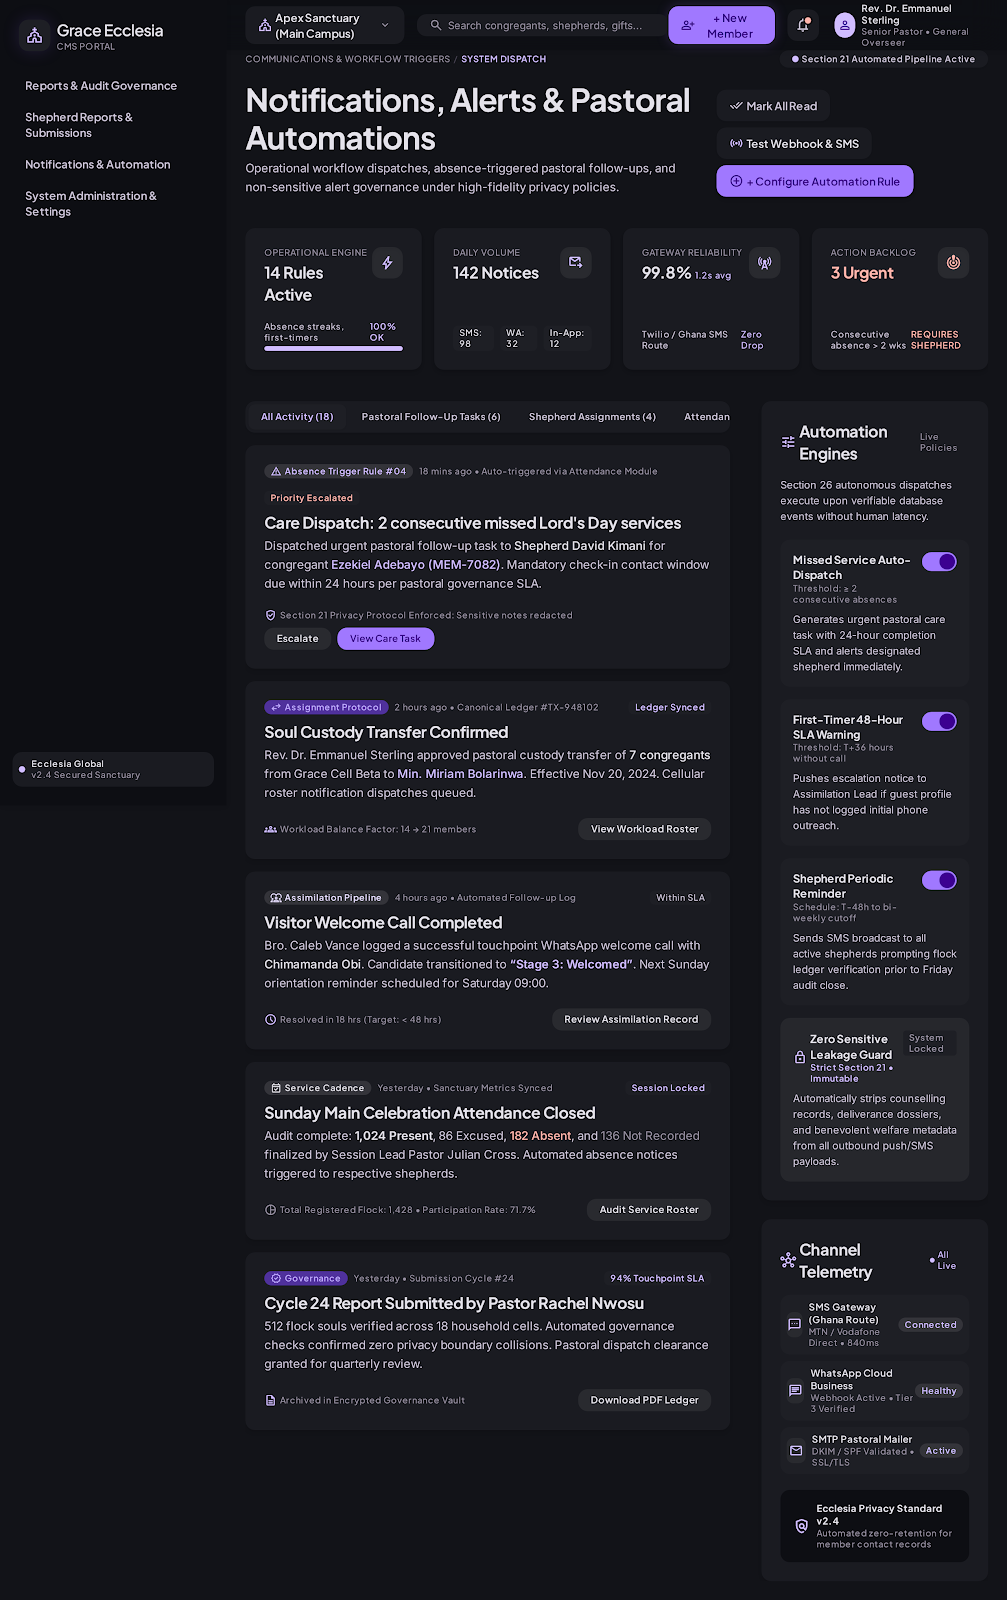 Grace Ecclesia
CMS PORTAL
Reports & Audit Governance
Shepherd Reports &
Submissions
Notifications & Automation
System Administration &
Settings
Ecclesia Global
v2.4 Secured Sanctuary
Apex Sanctuary
(Main Campus)
Search congregants, shepherds, gifts...
+ New
Member
Rev. Dr. Emmanuel
Sterling
Senior Pastor • General
Overseer
COMMUNICATIONS & WORKFLOW TRIGGERS / SYSTEM DISPATCH
Section 21 Automated Pipeline Active
Notifications, Alerts & Pastoral
Automations
Operational workflow dispatches, absence-triggered pastoral follow-ups, and
non-sensitive alert governance under high-fidelity privacy policies.
Mark All Read
Test Webhook & SMS
+ Configure Automation Rule
OPERATIONAL ENGINE
14 Rules
Active
Absence streaks,
first-timers
100%
OK
DAILY VOLUME
142 Notices
SMS:
98
WA:
32
In-App:
12
GATEWAY RELIABILITY
99.8% 1.2s avg
Twilio / Ghana SMS
Route
Zero
Drop
ACTION BACKLOG
3 Urgent
Consecutive
absence > 2 wks
REQUIRES
SHEPHERD
All Activity (18)
Pastoral Follow-Up Tasks (6)
Shepherd Assignments (4)
Attendan
Absence Trigger Rule #04
18 mins ago • Auto-triggered via Attendance Module
Priority Escalated
Care Dispatch: 2 consecutive missed Lord's Day services
Dispatched urgent pastoral follow-up task to Shepherd David Kimani for
congregant Ezekiel Adebayo (MEM-7082). Mandatory check-in contact window
due within 24 hours per pastoral governance SLA.
Section 21 Privacy Protocol Enforced: Sensitive notes redacted
Escalate
View Care Task
Assignment Protocol
2 hours ago • Canonical Ledger #TX-948102
Ledger Synced
Soul Custody Transfer Confirmed
Rev. Dr. Emmanuel Sterling approved pastoral custody transfer of 7 congregants
from Grace Cell Beta to Min. Miriam Bolarinwa. Effective Nov 20, 2024. Cellular
roster notification dispatches queued.
Workload Balance Factor: 14 → 21 members
View Workload Roster
Assimilation Pipeline
4 hours ago • Automated Follow-up Log
Within SLA
Visitor Welcome Call Completed
Bro. Caleb Vance logged a successful touchpoint WhatsApp welcome call with
Chimamanda Obi. Candidate transitioned to “Stage 3: Welcomed”. Next Sunday
orientation reminder scheduled for Saturday 09:00.
Resolved in 18 hrs (Target: < 48 hrs)
Review Assimilation Record
Service Cadence
Yesterday • Sanctuary Metrics Synced
Session Locked
Sunday Main Celebration Attendance Closed
Audit complete: 1,024 Present, 86 Excused, 182 Absent, and 136 Not Recorded
finalized by Session Lead Pastor Julian Cross. Automated absence notices
triggered to respective shepherds.
Total Registered Flock: 1,428 • Participation Rate: 71.7%
Audit Service Roster
Governance
Yesterday • Submission Cycle #24
94% Touchpoint SLA
Cycle 24 Report Submitted by Pastor Rachel Nwosu
512 flock souls verified across 18 household cells. Automated governance
checks confirmed zero privacy boundary collisions. Pastoral dispatch clearance
granted for quarterly review.
Archived in Encrypted Governance Vault
Download PDF Ledger
Automation
Engines
Live
Policies
Section 26 autonomous dispatches
execute upon verifiable database
events without human latency.
Missed Service Auto-
Dispatch
Threshold: ≥ 2
consecutive absences
Generates urgent pastoral care
task with 24-hour completion
SLA and alerts designated
shepherd immediately.
First-Timer 48-Hour
SLA Warning
Threshold: T+36 hours
without call
Pushes escalation notice to
Assimilation Lead if guest profile
has not logged initial phone
outreach.
Shepherd Periodic
Reminder
Schedule: T-48h to bi-
weekly cutoff
Sends SMS broadcast to all
active shepherds prompting flock
ledger verification prior to Friday
audit close.
Zero Sensitive
Leakage Guard
Strict Section 21 •
Immutable
System
Locked
Automatically strips counselling
records, deliverance dossiers,
and benevolent welfare metadata
from all outbound push/SMS
payloads.
Channel
Telemetry
All
Live
SMS Gateway
(Ghana Route)
MTN / Vodafone
Direct • 840ms
Connected
WhatsApp Cloud
Business
Webhook Active • Tier
3 Verified
Healthy
SMTP Pastoral Mailer
DKIM / SPF Validated •
SSL/TLS
Active
Ecclesia Privacy Standard
v2.4
Automated zero-retention for
member contact records